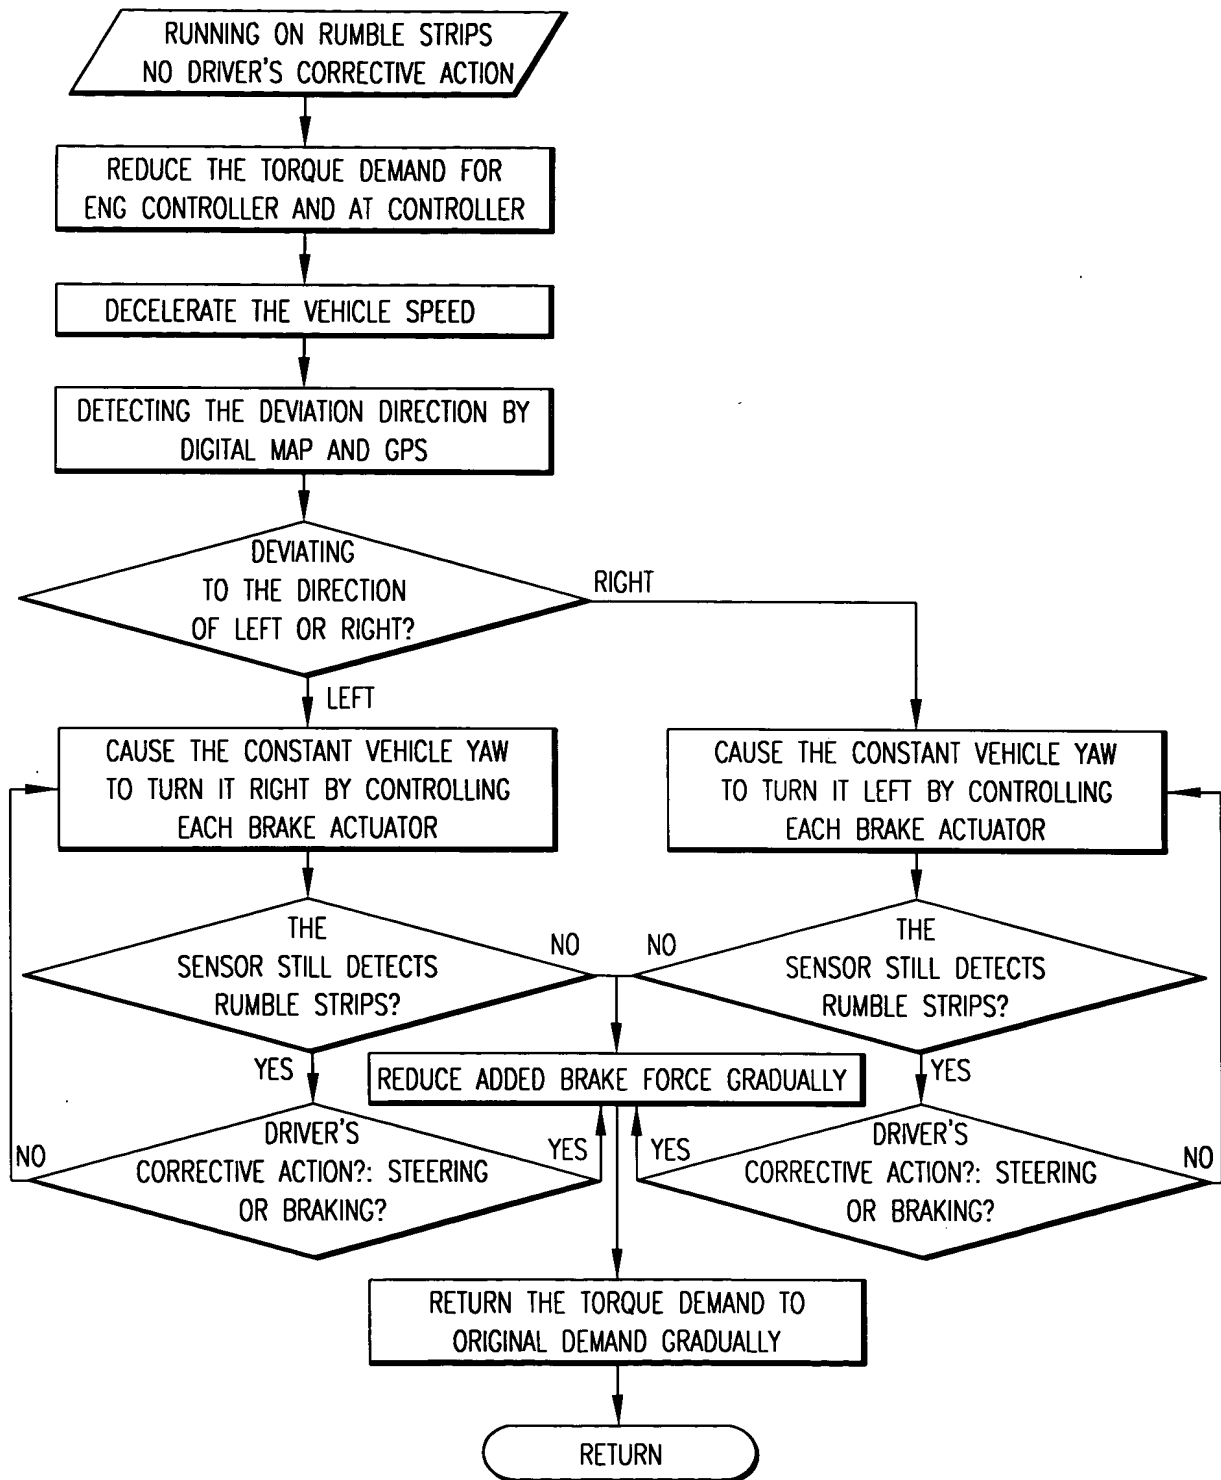 RUNNING ON RUMBLE STRIPS
NO DRIVER'S CORRECTIVE ACTION
REDUCE THE TORQUE DEMAND FOR
ENG CONTROLLER AND AT CONTROLLER
DECELERATE THE VEHICLE SPEED
DETECTING THE DEVIATION DIRECTION BY
DIGITAL MAP AND GPS
DEVIATING
TO THE DIRECTION
OF LEFT OR RIGHT?
RIGHT
LEFT
CAUSE THE CONSTANT VEHICLE YAW
TO TURN IT RIGHT BY CONTROLLING
EACH BRAKE ACTUATOR
CAUSE THE CONSTANT VEHICLE YAW
TO TURN IT LEFT BY CONTROLLING
EACH BRAKE ACTUATOR
THE
SENSOR STILL DETECTS
RUMBLE STRIPS?
NO
NO
THE
SENSOR STILL DETECTS
RUMBLE STRIPS?
YES
REDUCE ADDED BRAKE FORCE GRADUALLY
YES
NO
DRIVER'S
CORRECTIVE ACTION?: STEERING
OR BRAKING?
YES
YES
DRIVER'S
CORRECTIVE ACTION?: STEERING
OR BRAKING?
NO
RETURN THE TORQUE DEMAND TO
ORIGINAL DEMAND GRADUALLY
RETURN